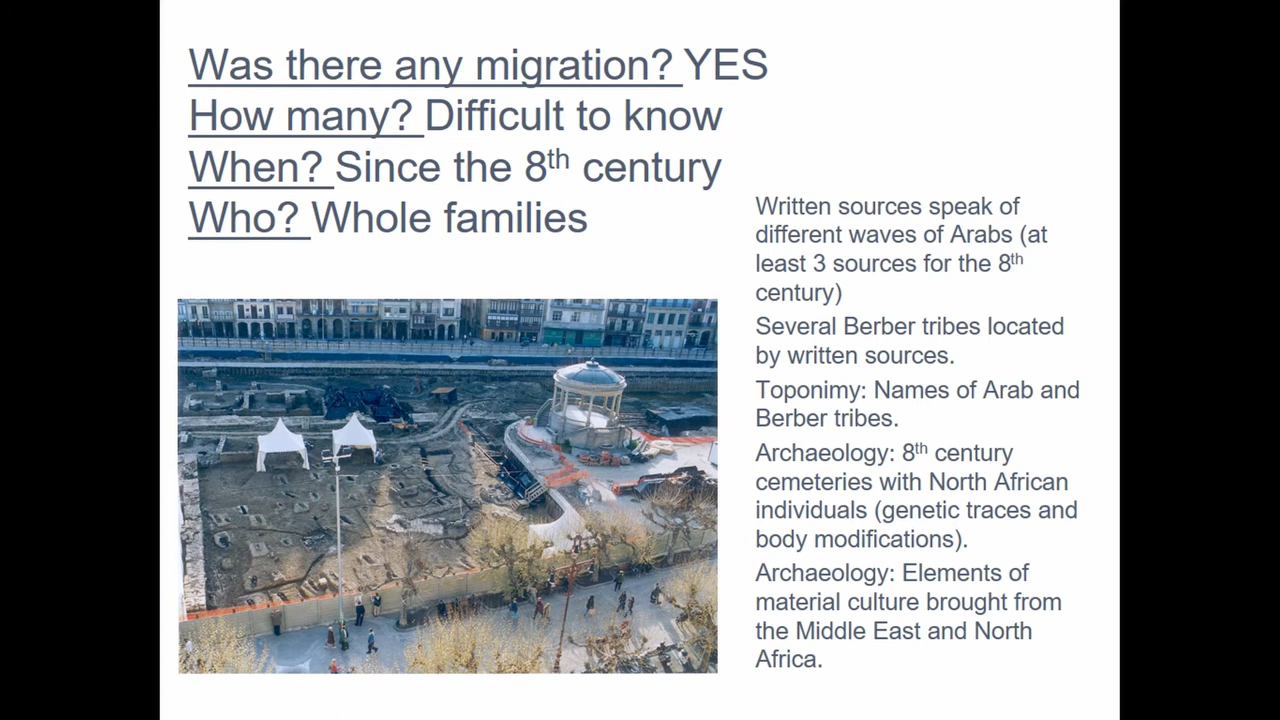 Was there any migration? YES
How many? Difficult to know
When? Since the 8th century
Who? Whole families
Written sources speak of
different waves of Arabs (at
least 3 sources for the 8th
century)
Several Berber tribes located
by written sources.
Toponimy: Names of Arab and
Berber tribes.
Archaeology: 8th century
cemeteries with North African
individuals (genetic traces and
body modifications).
Archaeology: Elements of
material culture brought from
the Middle East and North
Africa.